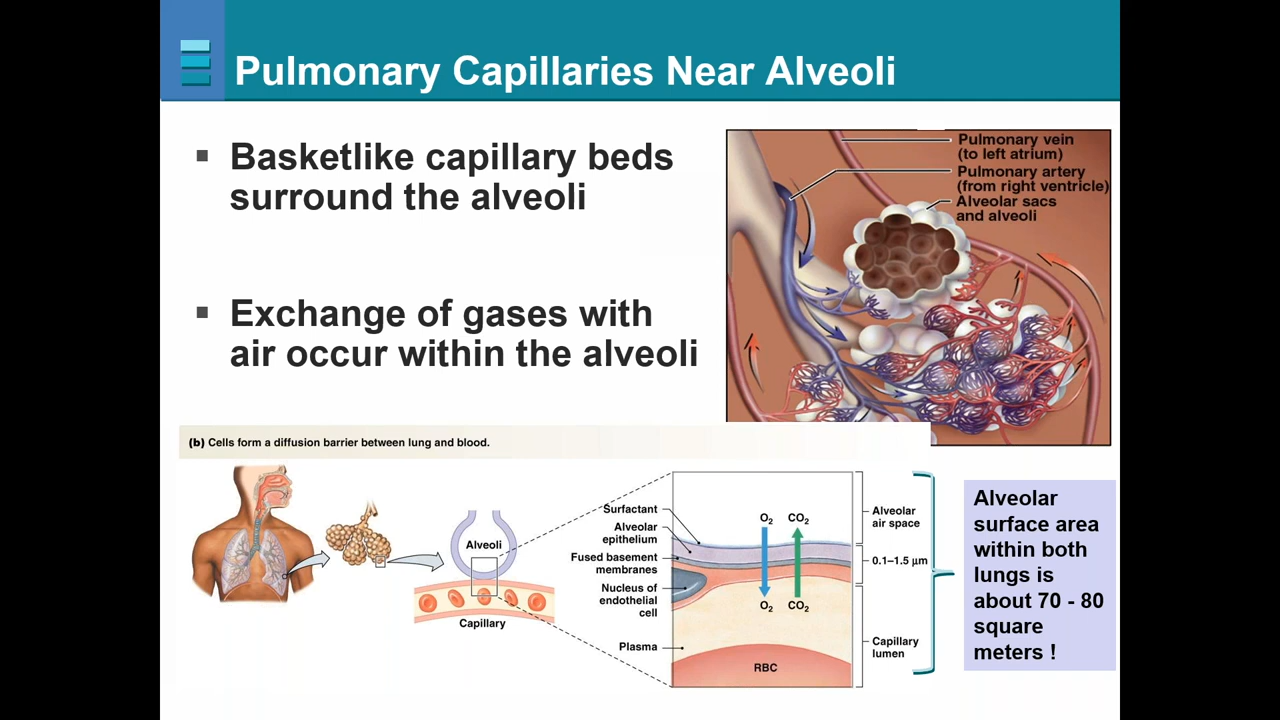 Pulmonary Capillaries Near Alveoli
Basketlike capillary beds
surround the alveoli
Exchange of gases with
air occur within the alveoli
Pulmonary vein
(to left atrium)
Pulmonary artery
(from right ventricle)
Alveolar sacs
and alveoli
(b) Cells form a diffusion barrier between lung and blood.
Alveoli
Capillary
Surfactant
Alveolar
epithelium
Fused basement
membranes
Nucleus of
endothelial
cell
Plasma
O₂ CO₂
O₂ CO₂
RBC
Alveolar
air space
0.1–1.5 µm
Capillary
lumen
Alveolar
surface area
within both
lungs is
about 70 - 80
square
meters !